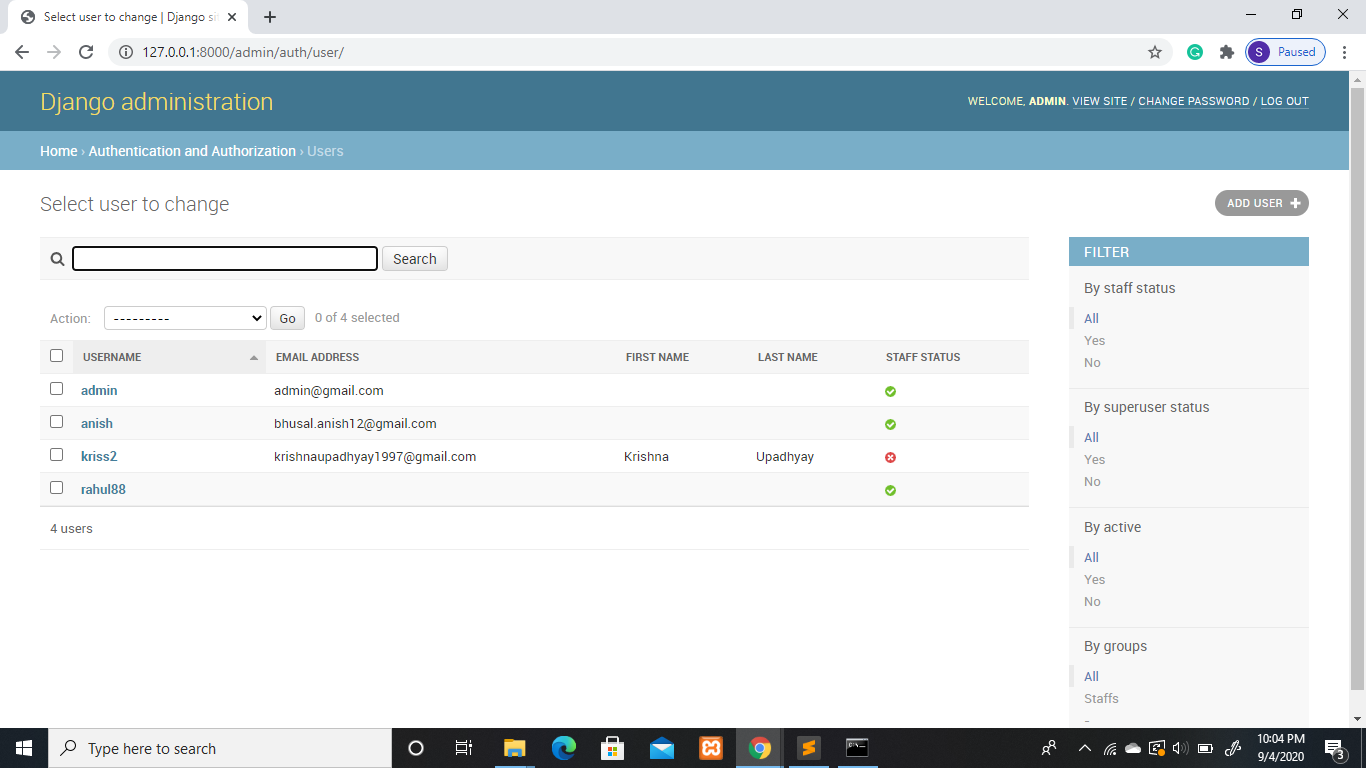 Select user to change | Django sit
127.0.0.1:8000/admin/auth/user/
S Paused
Django administration
WELCOME, ADMIN. VIEW SITE / CHANGE PASSWORD / LOG OUT
Home › Authentication and Authorization › Users
Select user to change
ADD USER +
Search
Action: --------- Go 0 of 4 selected
USERNAME EMAIL ADDRESS FIRST NAME LAST NAME STAFF STATUS
admin admin@gmail.com
anish bhusal.anish12@gmail.com
kriss2 krishnaupadhyay1997@gmail.com Krishna Upadhyay
rahul88
4 users
FILTER
By staff status
All
Yes
No
By superuser status
All
Yes
No
By active
All
Yes
No
By groups
All
Staffs
-
Type here to search
10:04 PM
9/4/2020
3